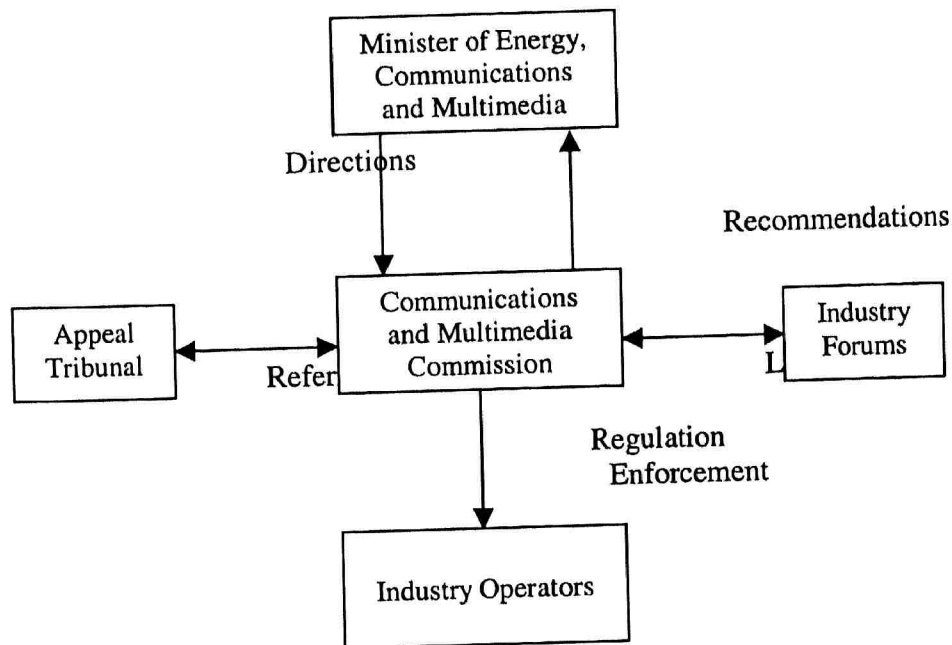 Minister of Energy,
Communications
and Multimedia
Directions
Recommendations
Communications
and Multimedia
Commission
Appeal
Tribunal
Industry
Forums
Refer
L
Regulation
Enforcement
Industry Operators